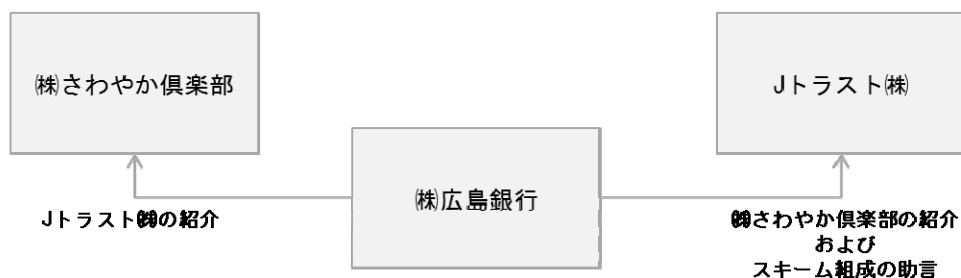 ㈱さわやか倶楽部
Jトラスト㈱
㈱広島銀行
Jトラスト㈱の紹介
㈱さわやか倶楽部の紹介
および
スキーム組成の助言